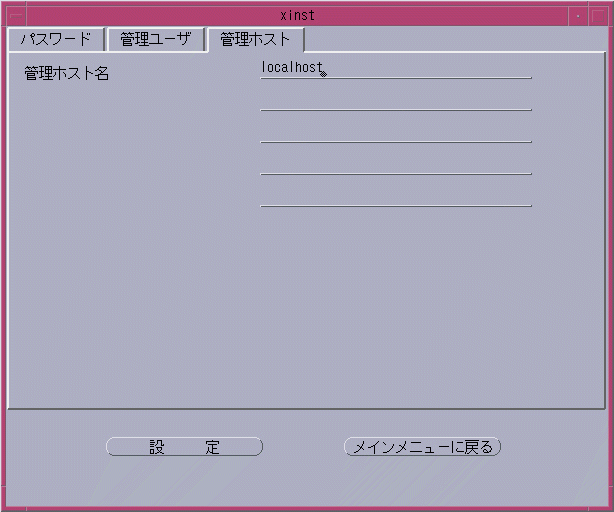 xinst
パスワード 管理ユーザ 管理ホスト
管理ホスト名 localhost
設 定 メインメニューに戻る